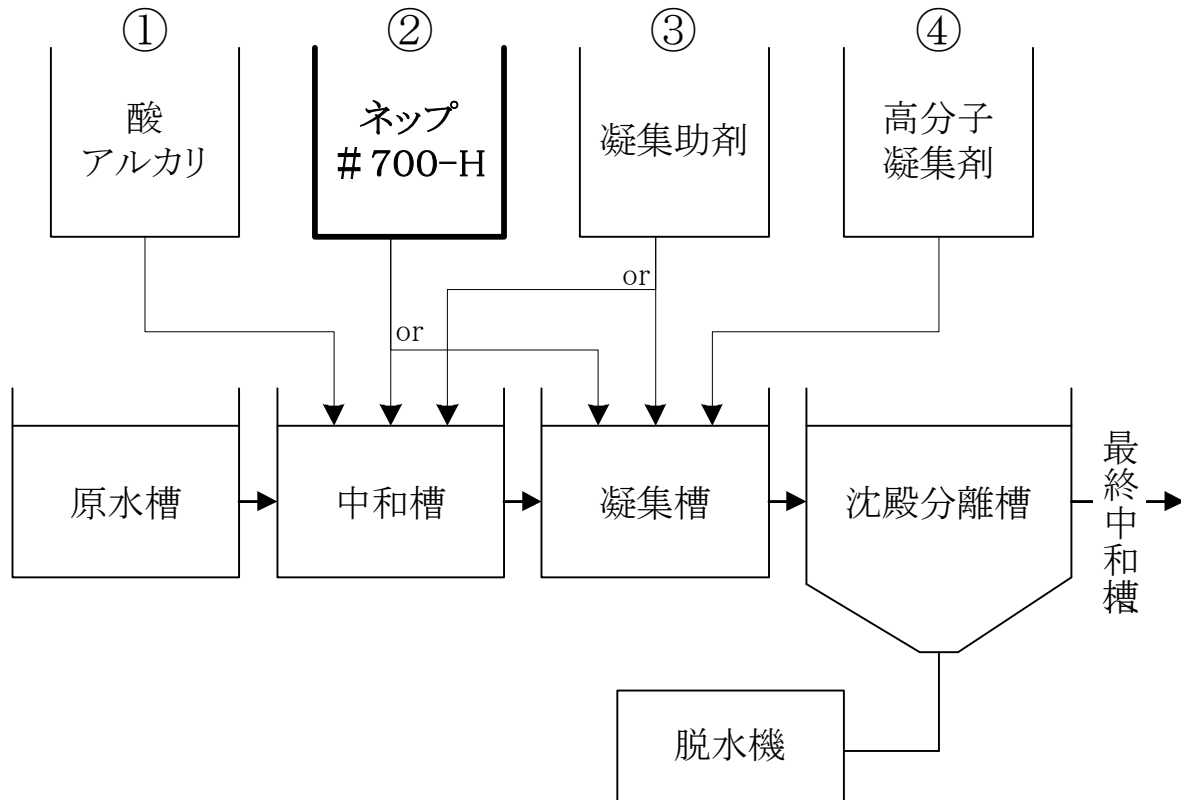 ①
②
③
④
酸
アルカリ
ネップ
＃700-H
凝集助剤
高分子
凝集剤
or
or
原水槽
中和槽
凝集槽
沈殿分離槽
最終中和槽
脱水機